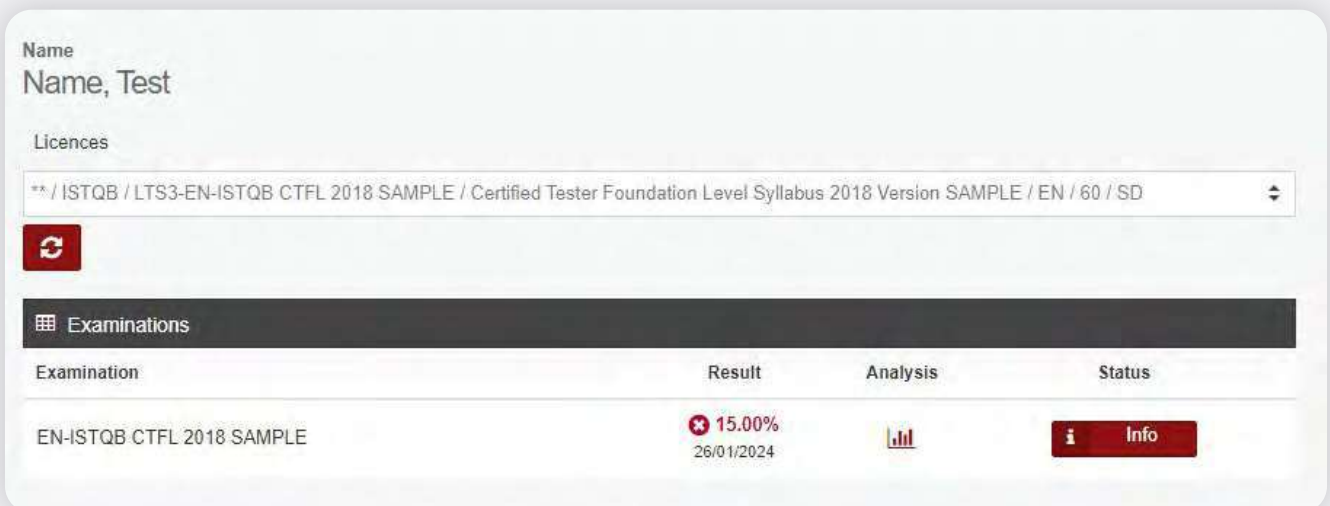 Name
Name, Test
Licences
** / ISTQB / LTS3-EN-ISTQB CTFL 2018 SAMPLE / Certified Tester Foundation Level Syllabus 2018 Version SAMPLE / EN / 60 / SD
Examinations
Examination Result Analysis Status
EN-ISTQB CTFL 2018 SAMPLE 15.00% Info
26/01/2024